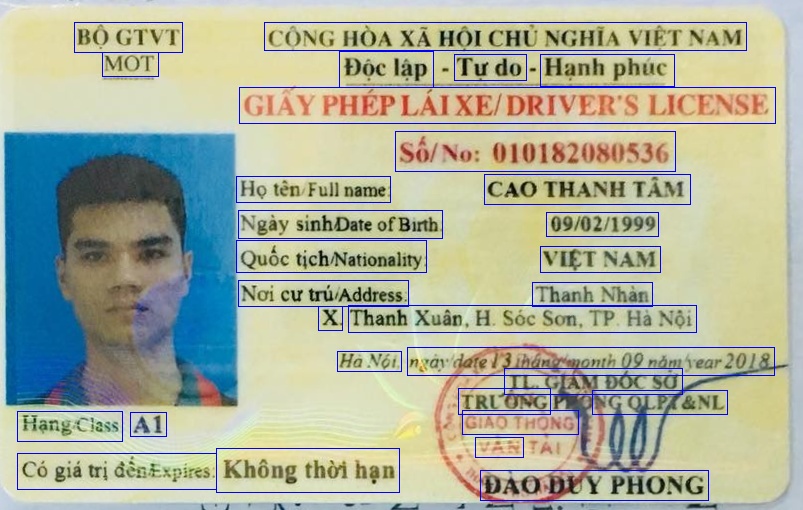 BỘ GTVT
MOT
CỘNG HÒA XÃ HỘI CHỦ NGHĨA VIỆT NAM
Độc lập - Tự do - Hạnh phúc
GIẤY PHÉP LÁI XE/ DRIVER'S LICENSE
Số/ No: 010182080536
Họ tên/Full name: CAO THANH TÂM
Ngày sinh/Date of Birth: 09/02/1999
Quốc tịch/Nationality: VIỆT NAM
Nơi cư trú/Address: Thanh Nhàn
X. Thanh Xuân, H. Sóc Sơn, TP. Hà Nội
Hà Nội, ngày/date 13 tháng/month 09 năm/year 2018
TL. GIÁM ĐỐC SỞ
TRƯỞNG PHÒNG QLPT&NL
GIAO THÔNG
VẬN TẢI
Hạng/Class A1
Có giá trị đến/Expires: Không thời hạn
ĐÀO DUY PHONG